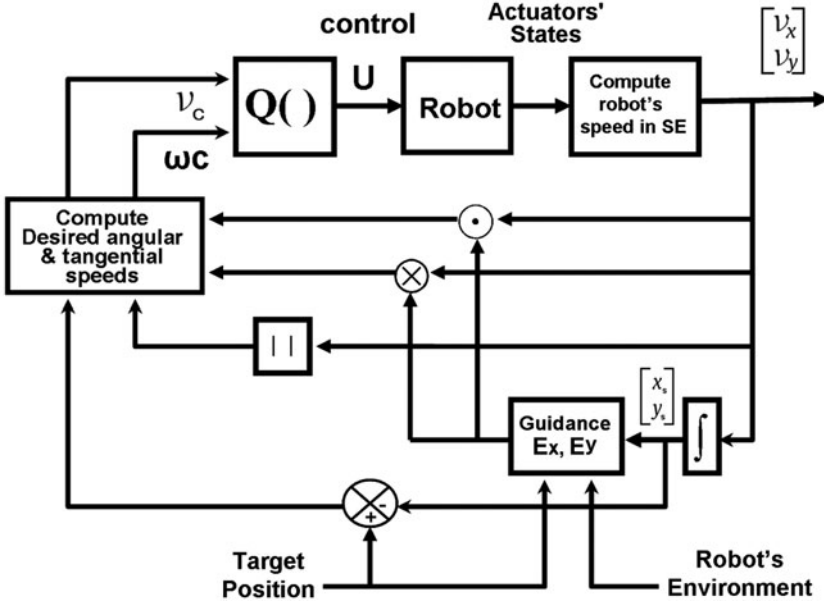 control
Actuators'
States
[νx
νy]
νc
ωc
Q( )
U
Robot
Compute
robot's
speed in SE
Compute
Desired angular
& tangential
speeds
| |
[xs
ys]
Guidance
Ex, Ey
∫
-
+
Target
Position
Robot's
Environment